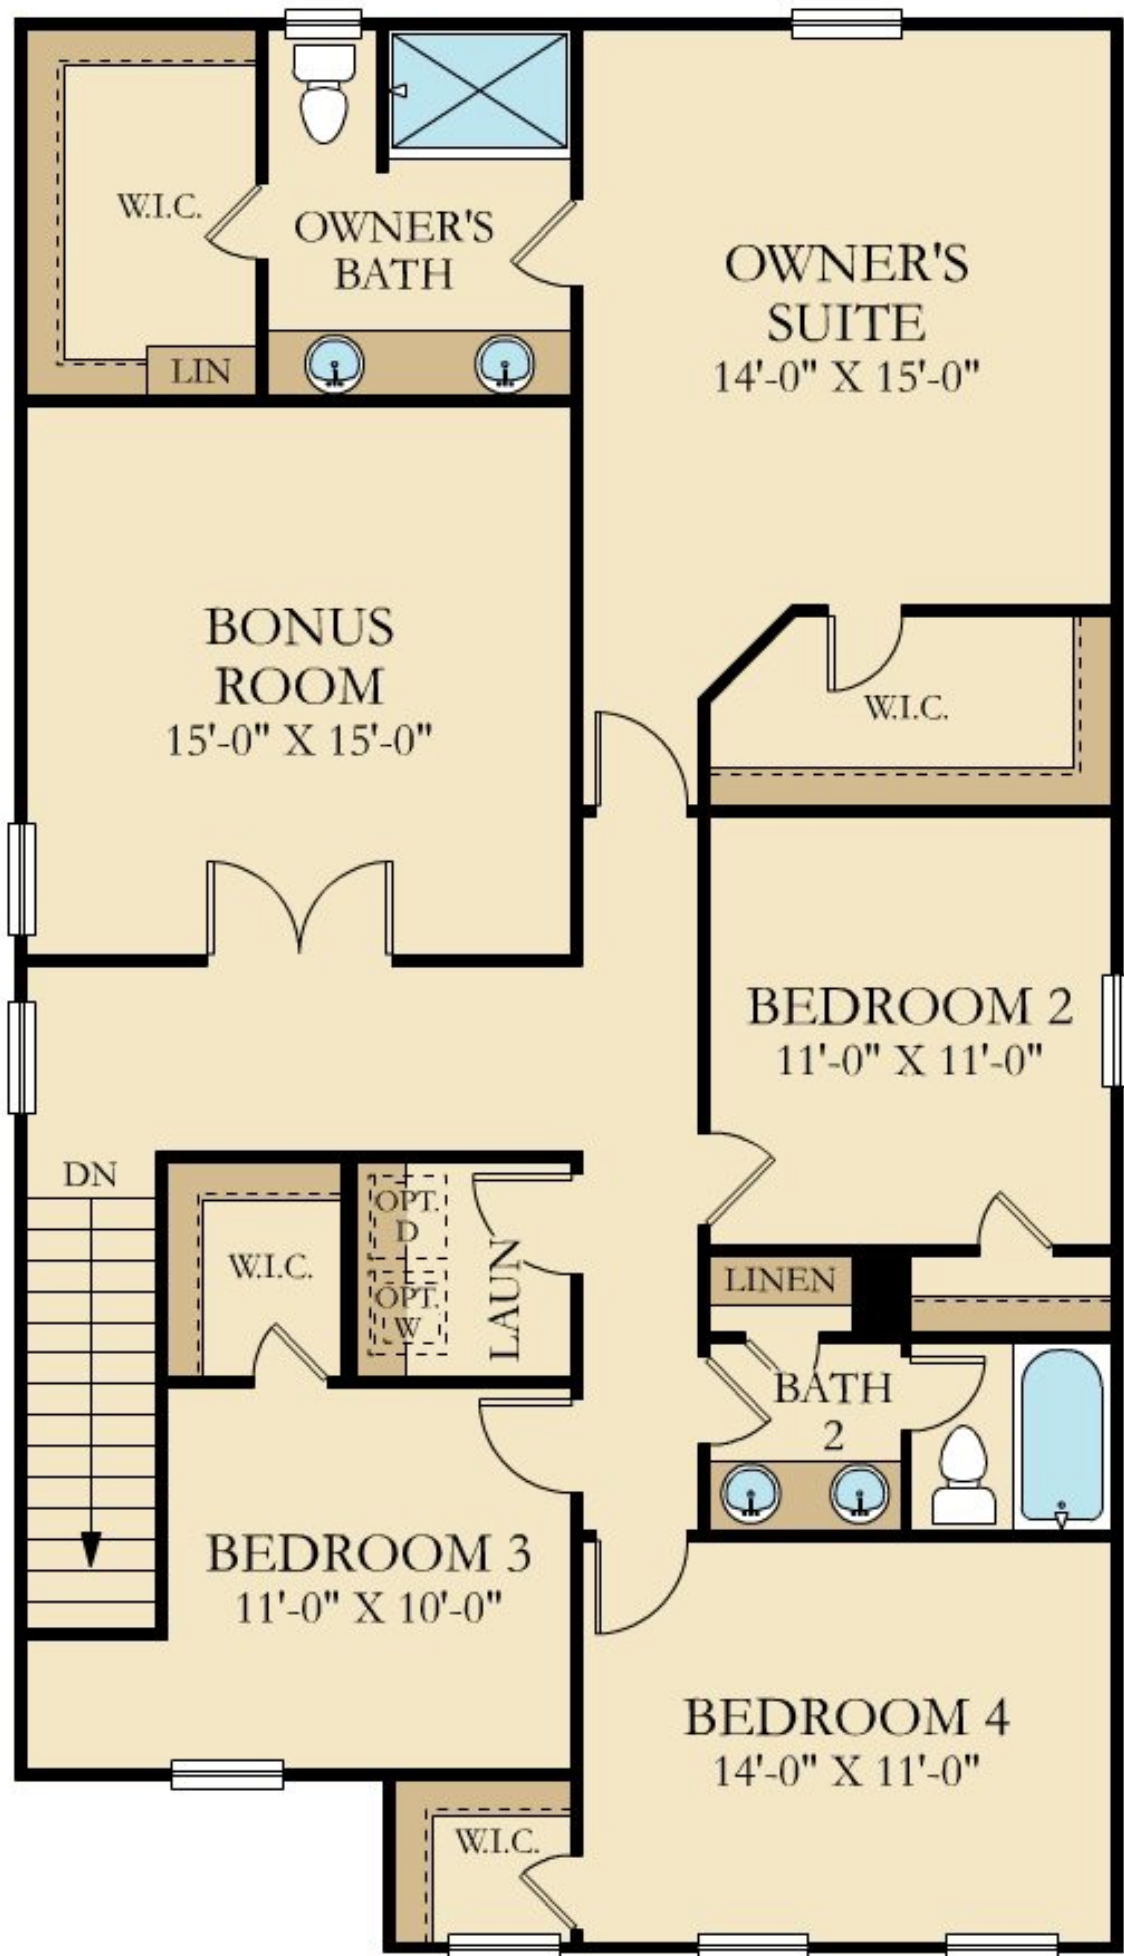 W.I.C.
OWNER'S
BATH
LIN
OWNER'S
SUITE
14'-0" X 15'-0"
BONUS
ROOM
15'-0" X 15'-0"
W.I.C.
BEDROOM 2
11'-0" X 11'-0"
DN
W.I.C.
OPT.
D
OPT.
W
LAUN
LINEN
BATH
2
BEDROOM 3
11'-0" X 10'-0"
BEDROOM 4
14'-0" X 11'-0"
W.I.C.